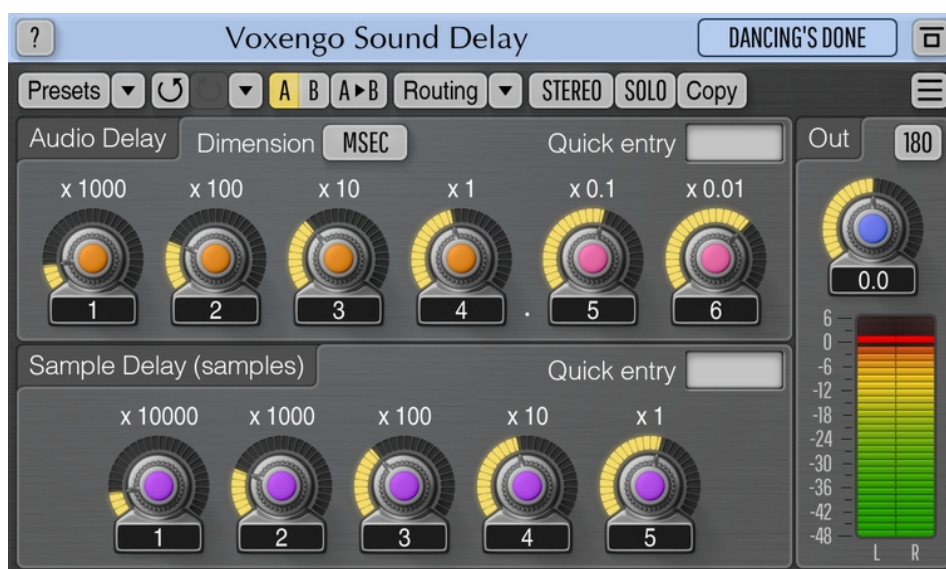 ? Voxengo Sound Delay DANCING'S DONE
Presets A B A▸B Routing STEREO SOLO Copy
Audio Delay Dimension MSEC Quick entry
x 1000 x 100 x 10 x 1 x 0.1 x 0.01
1 2 3 4 . 5 6
Sample Delay (samples) Quick entry
x 10000 x 1000 x 100 x 10 x 1
1 2 3 4 5
Out 180
0.0
6
0
-6
-12
-18
-24
-30
-36
-42
-48
L R